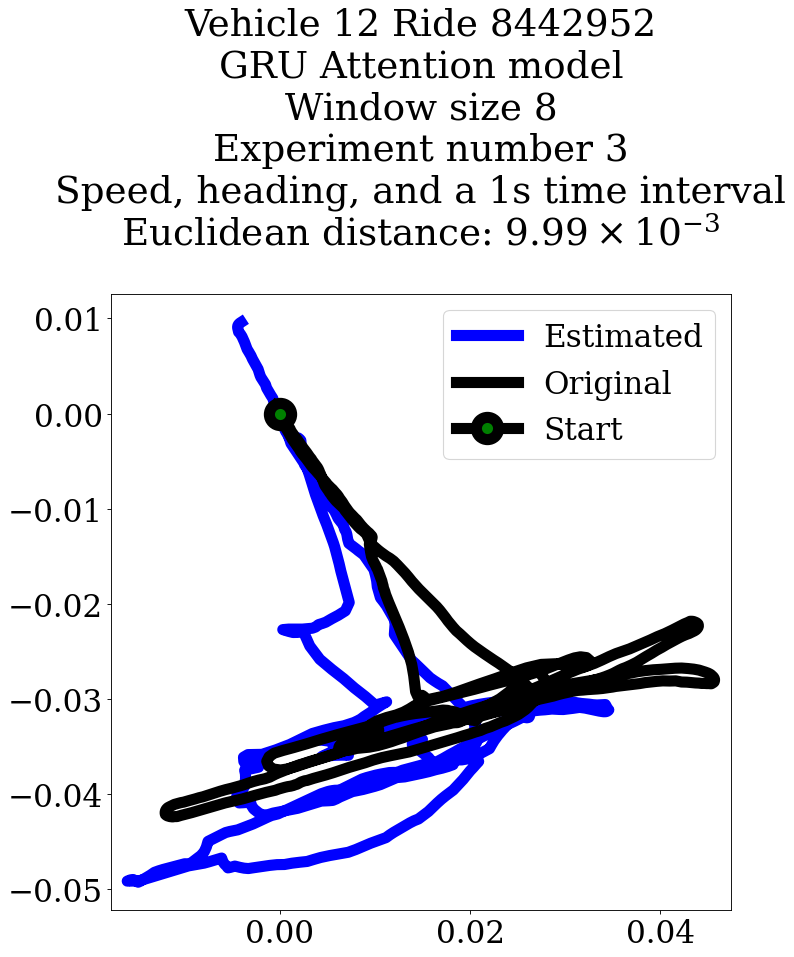 Vehicle 12 Ride 8442952
GRU Attention model
Window size 8
Experiment number 3
Speed, heading, and a 1s time interval
Euclidean distance: 9.99 × 10⁻³
Estimated
Original
Start
0.01
0.00
−0.01
−0.02
−0.03
−0.04
−0.05
0.00 0.02 0.04